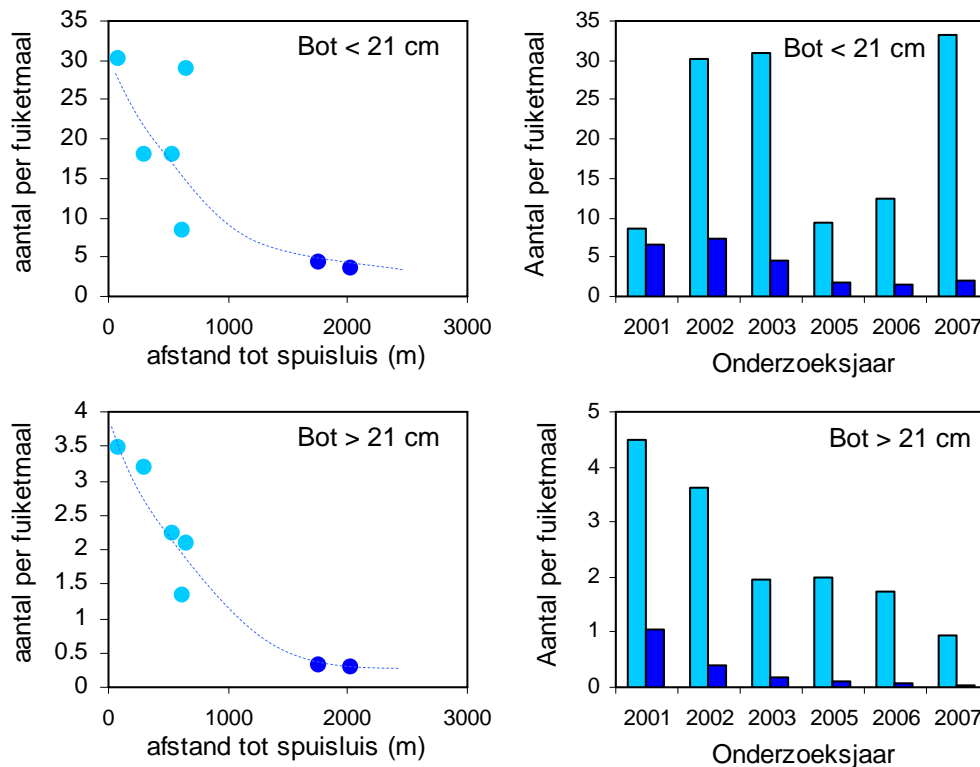 Bot < 21 cm
aantal per fuiketmaal
35
30
25
20
15
10
5
0
0 1000 2000 3000
afstand tot spuisluis (m)
Bot < 21 cm
Aantal per fuiketmaal
35
30
25
20
15
10
5
0
2001 2002 2003 2005 2006 2007
Onderzoeksjaar
Bot > 21 cm
aantal per fuiketmaal
4
3.5
3
2.5
2
1.5
1
0.5
0
0 1000 2000 3000
afstand tot spuisluis (m)
Bot > 21 cm
Aantal per fuiketmaal
5
4
3
2
1
0
2001 2002 2003 2005 2006 2007
Onderzoeksjaar